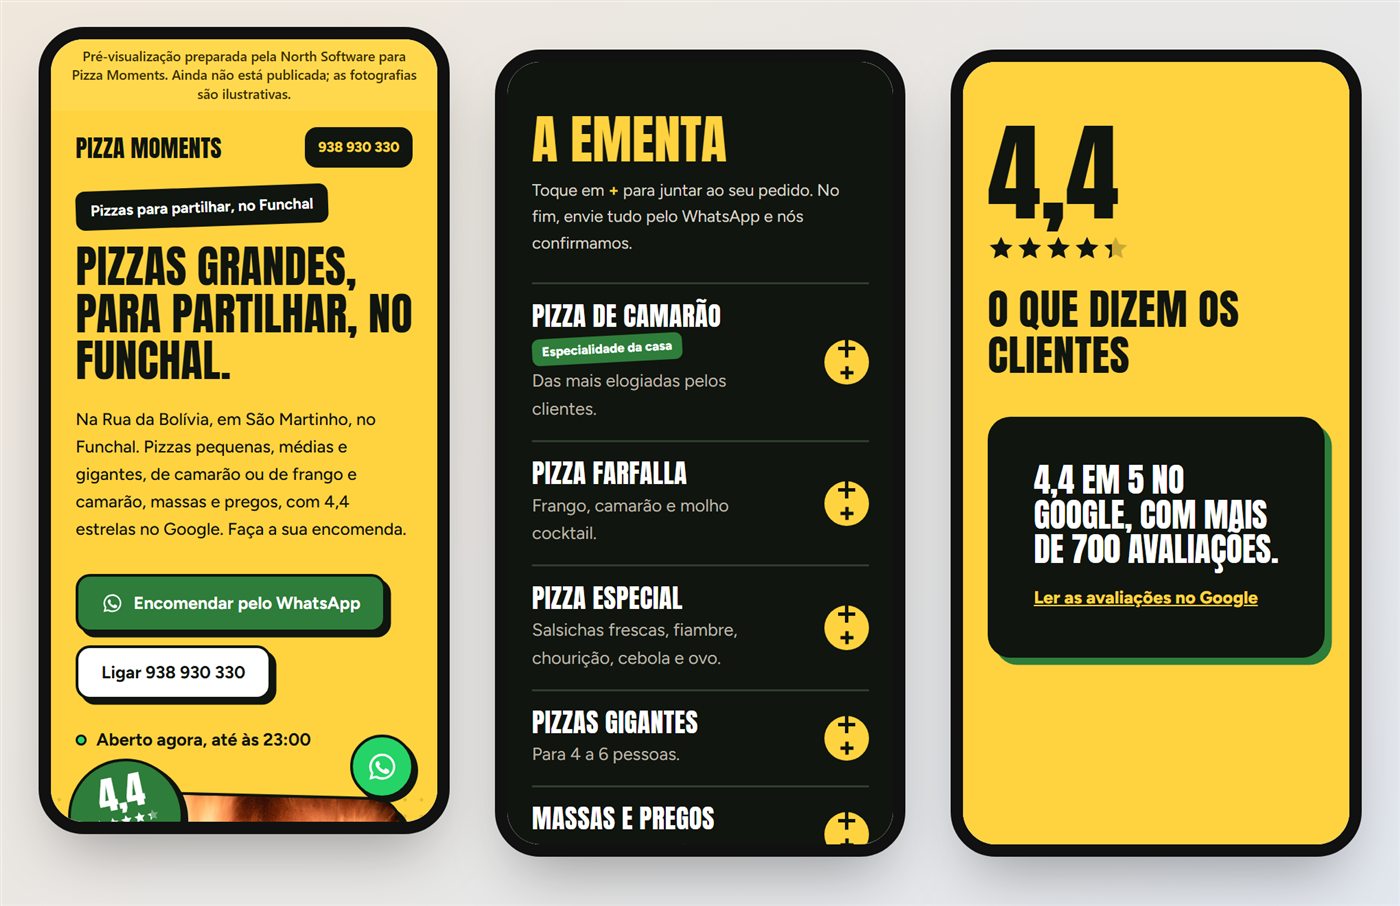 Pré-visualização preparada pela North Software para
Pizza Moments. Ainda não está publicada; as fotografias
são ilustrativas.
PIZZA MOMENTS
938 930 330
Pizzas para partilhar, no Funchal
PIZZAS GRANDES,
PARA PARTILHAR, NO
FUNCHAL.
Na Rua da Bolívia, em São Martinho, no
Funchal. Pizzas pequenas, médias e
gigantes, de camarão ou de frango e
camarão, massas e pregos, com 4,4
estrelas no Google. Faça a sua encomenda.
Encomendar pelo WhatsApp
Ligar 938 930 330
Aberto agora, até às 23:00
4,4
A EMENTA
Toque em + para juntar ao seu pedido. No
fim, envie tudo pelo WhatsApp e nós
confirmamos.
PIZZA DE CAMARÃO
Especialidade da casa
Das mais elogiadas pelos
clientes.
+
+
PIZZA FARFALLA
Frango, camarão e molho
cocktail.
+
+
PIZZA ESPECIAL
Salsichas frescas, fiambre,
chouriço, cebola e ovo.
+
+
PIZZAS GIGANTES
Para 4 a 6 pessoas.
+
+
MASSAS E PREGOS
+
+
4,4
O QUE DIZEM OS
CLIENTES
4,4 EM 5 NO
GOOGLE, COM MAIS
DE 700 AVALIAÇÕES.
Ler as avaliações no Google